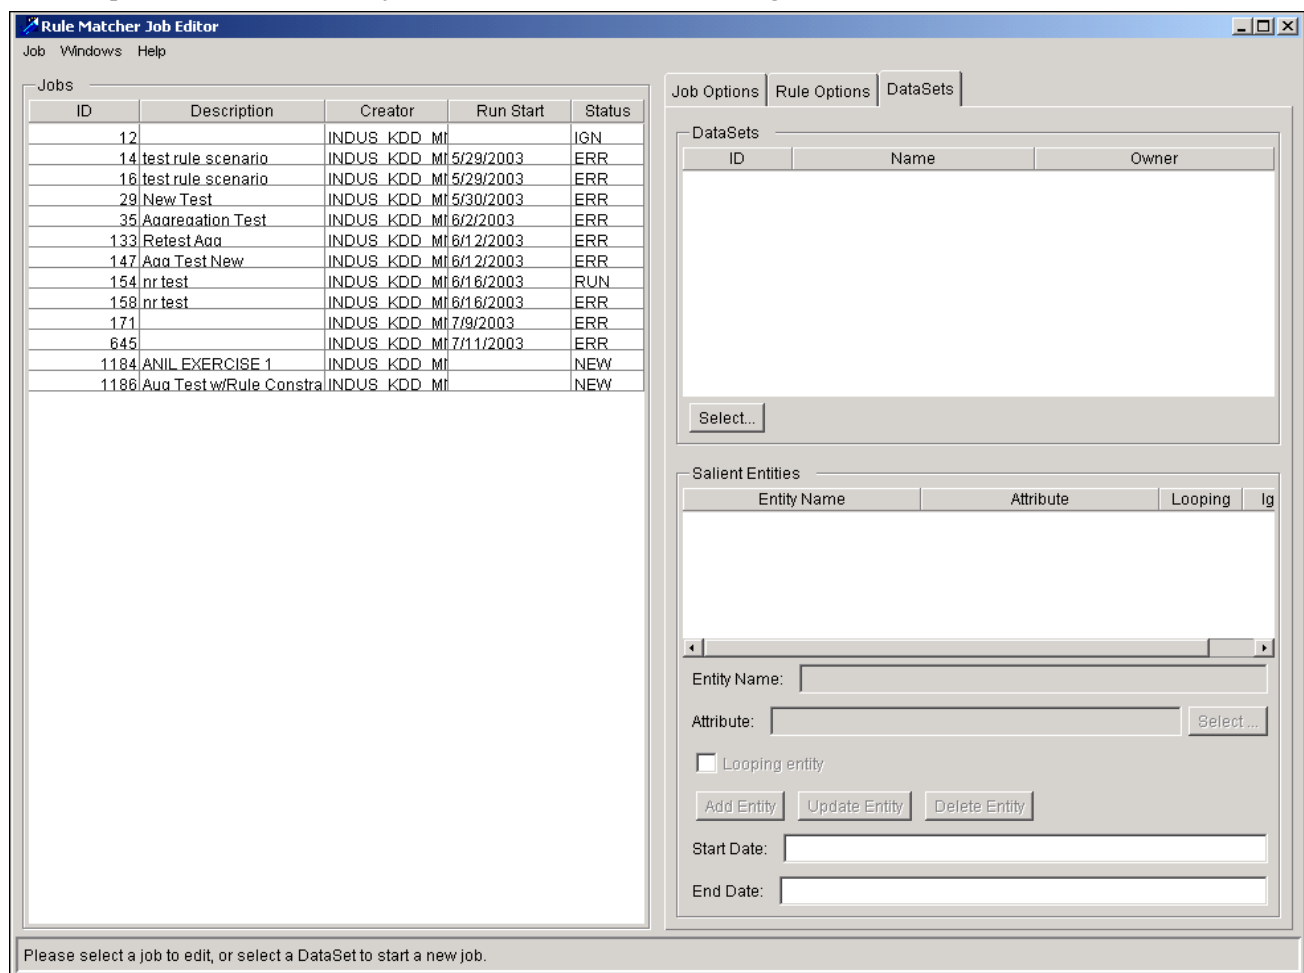 Rule Matcher Job Editor
Job Windows Help
Jobs
ID Description Creator Run Start Status
12 INDUS_KDD_MI IGN
14 test rule scenario INDUS_KDD_MI 5/29/2003 ERR
16 test rule scenario INDUS_KDD_MI 5/29/2003 ERR
29 New Test INDUS_KDD_MI 5/30/2003 ERR
35 Aggregation Test INDUS_KDD_MI 6/2/2003 ERR
133 Retest Agg INDUS_KDD_MI 6/12/2003 ERR
147 Agg Test New INDUS_KDD_MI 6/12/2003 ERR
154 nr test INDUS_KDD_MI 6/16/2003 RUN
158 nr test INDUS_KDD_MI 6/16/2003 ERR
171 INDUS_KDD_MI 7/9/2003 ERR
645 INDUS_KDD_MI 7/11/2003 ERR
1184 ANIL EXERCISE 1 INDUS_KDD_MI NEW
1186 Aug Test w/Rule Constra INDUS_KDD_MI NEW
Job Options Rule Options DataSets
DataSets
ID Name Owner
Select...
Salient Entities
Entity Name Attribute Looping Ig
Entity Name:
Attribute: Select ...
Looping entity
Add Entity Update Entity Delete Entity
Start Date:
End Date:
Please select a job to edit, or select a DataSet to start a new job.